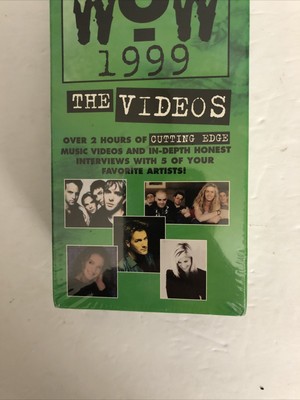 WOW
1999
THE VIDEOS
OVER 2 HOURS OF CUTTING EDGE
MUSIC VIDEOS AND IN-DEPTH HONEST
INTERVIEWS WITH 5 OF YOUR
FAVORITE ARTISTS!